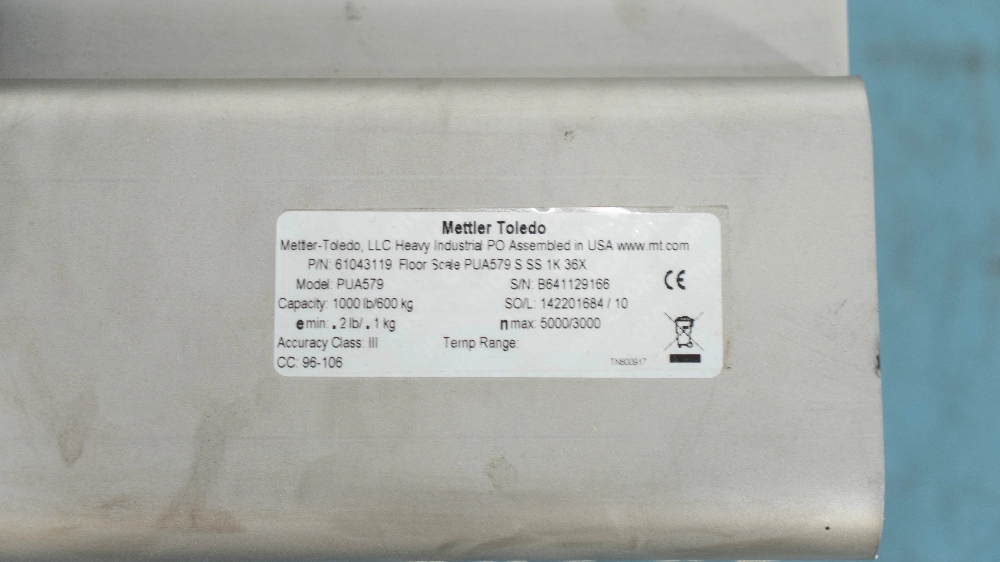 Mettler Toledo
Mettler-Toledo, LLC Heavy Industrial PO Assembled in USA www.mt.com
P/N: 61043119 Floor Scale PUA579 S SS 1K 36X
Model: PUA579 S/N: B641129166
Capacity: 1000 lb/600 kg SO/L: 142201684 / 10
e min: .2 lb/.1 kg n max: 5000/3000
Accuracy Class: III Temp Range:
CC: 96-106 TN800917
CE